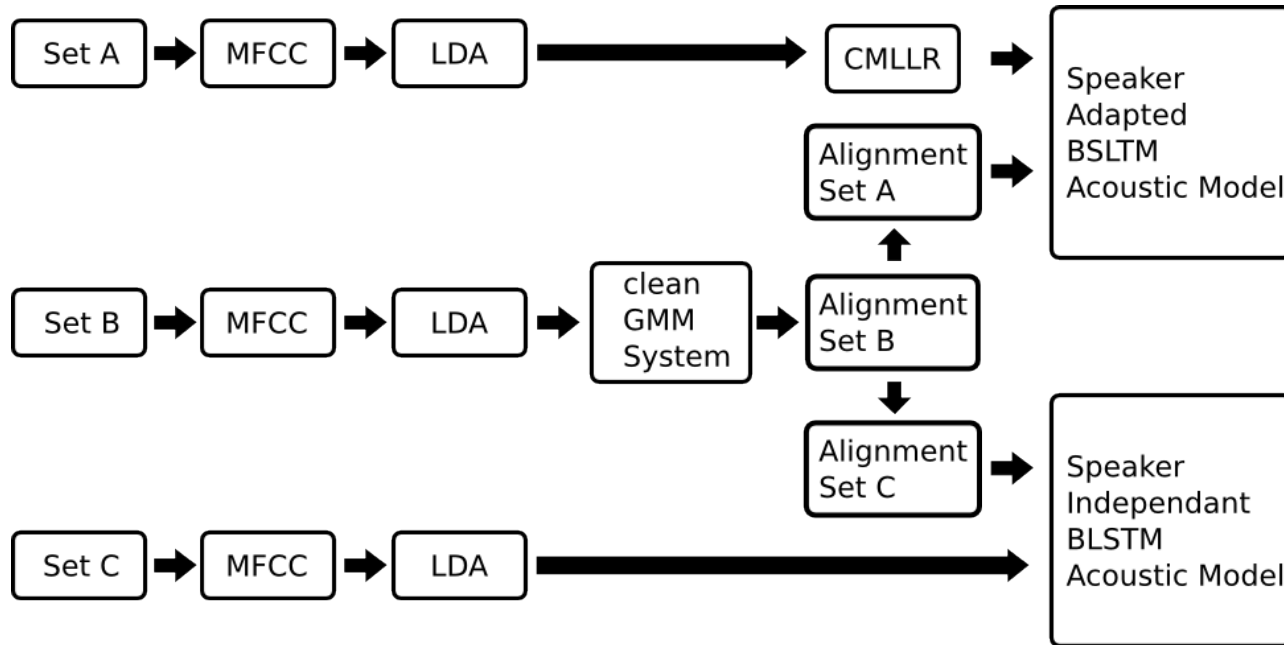 Set A
MFCC
LDA
CMLLR
Speaker
Adapted
BSLTM
Acoustic Model
Alignment
Set A
Set B
MFCC
LDA
clean
GMM
System
Alignment
Set B
Alignment
Set C
Speaker
Independant
BLSTM
Acoustic Model
Set C
MFCC
LDA